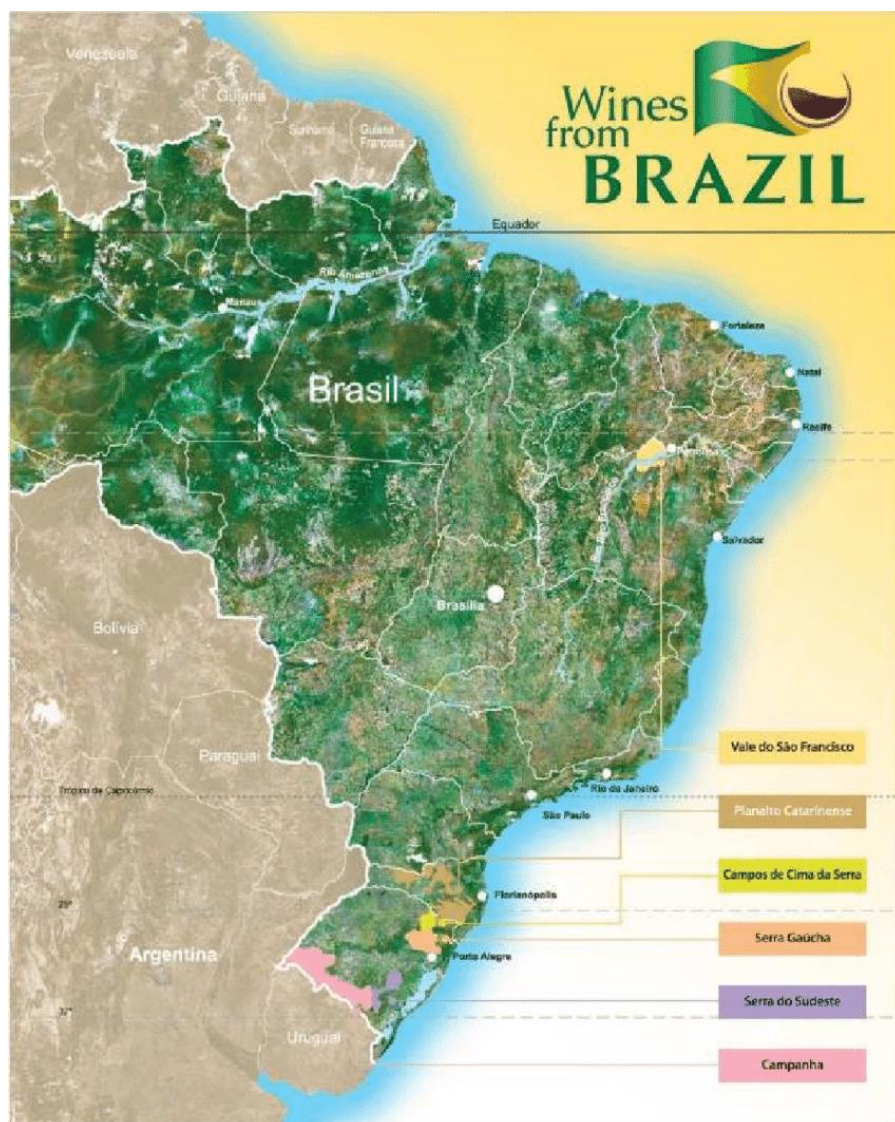 Wines
from
BRAZIL
Venezuela
Guiana
Suriname
Guiana
Francesa
Equador
Rio Amazonas
Manaus
Fortaleza
Brasil
Natal
Recife
Petrolina
Salvador
Brasília
Bolívia
Paraguai
Vale do São Francisco
Rio de Janeiro
Trópico de Capricórnio
São Paulo
Planalto Catarinense
Campos de Cima da Serra
Florianópolis
Serra Gaúcha
Argentina
Porto Alegre
Serra do Sudeste
32°
Uruguai
Campanha